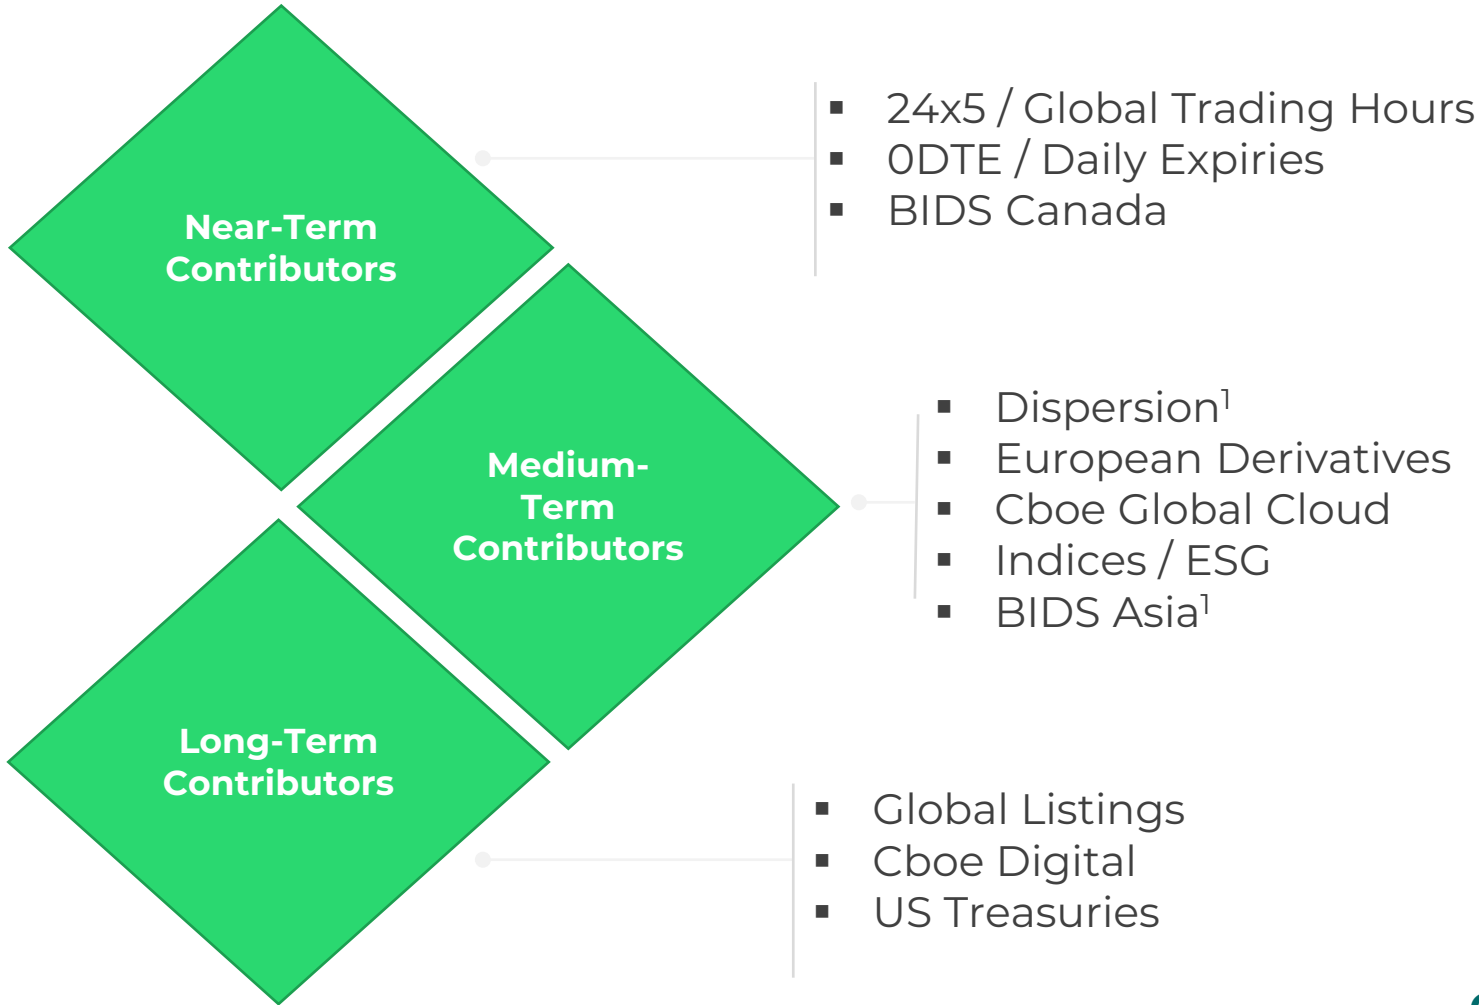 Near-Term
Contributors
▪ 24x5 / Global Trading Hours
▪ 0DTE / Daily Expiries
▪ BIDS Canada
Medium-
Term
Contributors
▪ Dispersion¹
▪ European Derivatives
▪ Cboe Global Cloud
▪ Indices / ESG
▪ BIDS Asia¹
Long-Term
Contributors
▪ Global Listings
▪ Cboe Digital
▪ US Treasuries